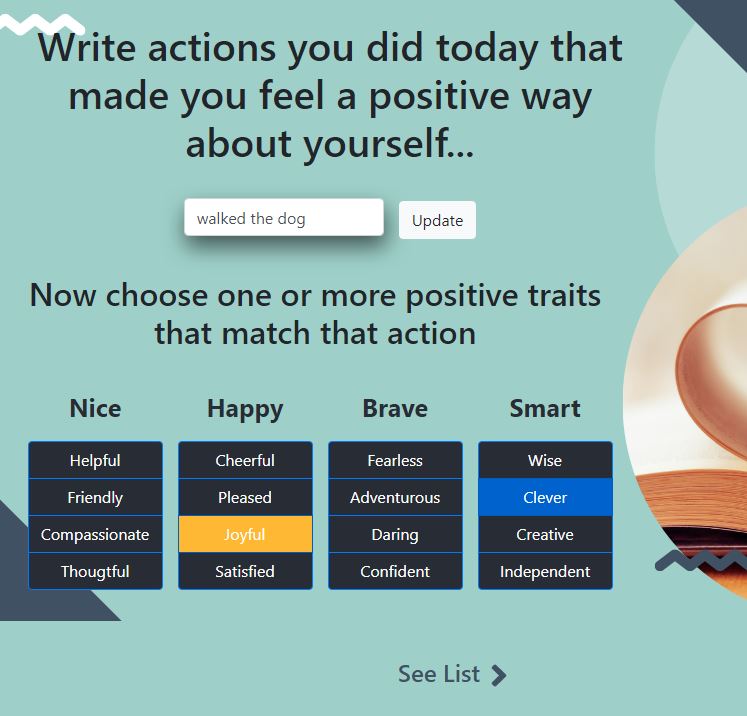 Write actions you did today that
made you feel a positive way
about yourself...
walked the dog
Update
Now choose one or more positive traits
that match that action
Nice
Happy
Brave
Smart
Helpful
Cheerful
Fearless
Wise
Friendly
Pleased
Adventurous
Clever
Compassionate
Joyful
Daring
Creative
Thougtful
Satisfied
Confident
Independent
See List